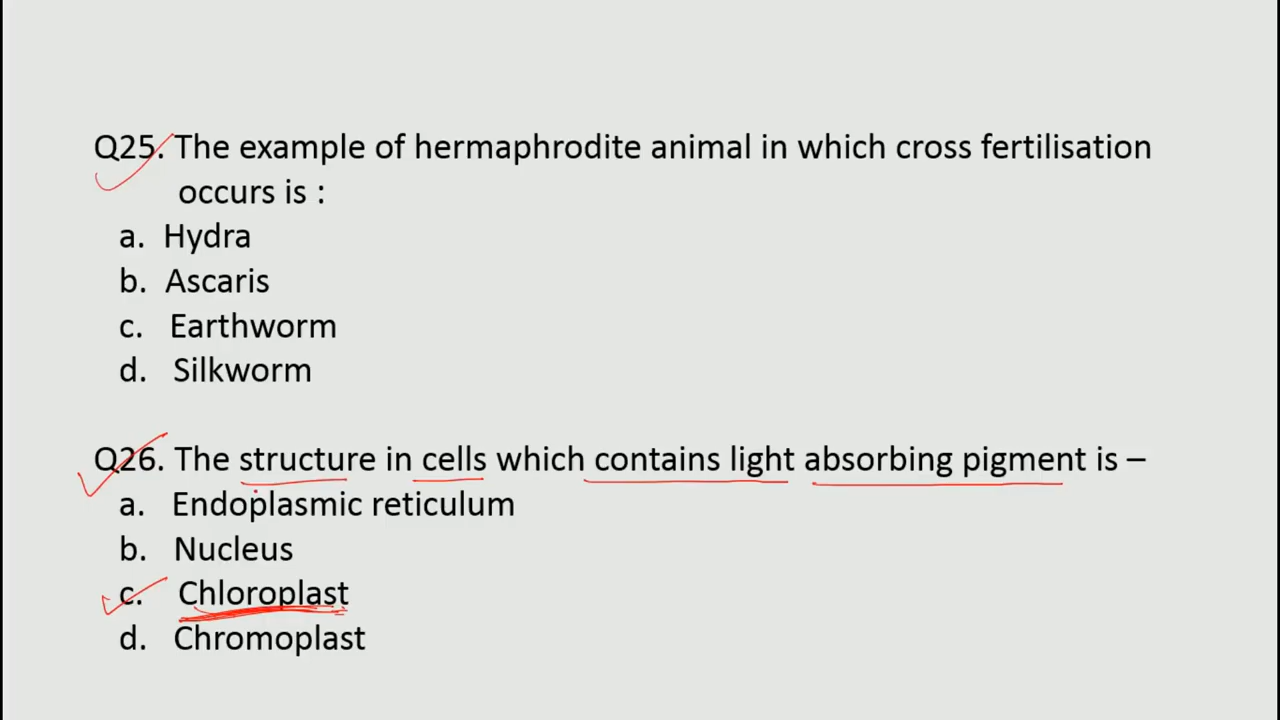 Q25. The example of hermaphrodite animal in which cross fertilisation
occurs is :
a. Hydra
b. Ascaris
c. Earthworm
d. Silkworm
Q26. The structure in cells which contains light absorbing pigment is –
a. Endoplasmic reticulum
b. Nucleus
c. Chloroplast
d. Chromoplast